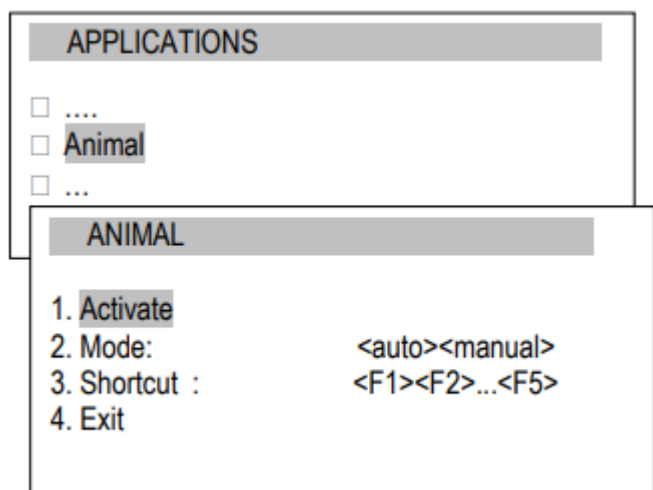 APPLICATIONS
....
Animal
...
ANIMAL
1. Activate
2. Mode: <auto><manual>
3. Shortcut : <F1><F2>...<F5>
4. Exit